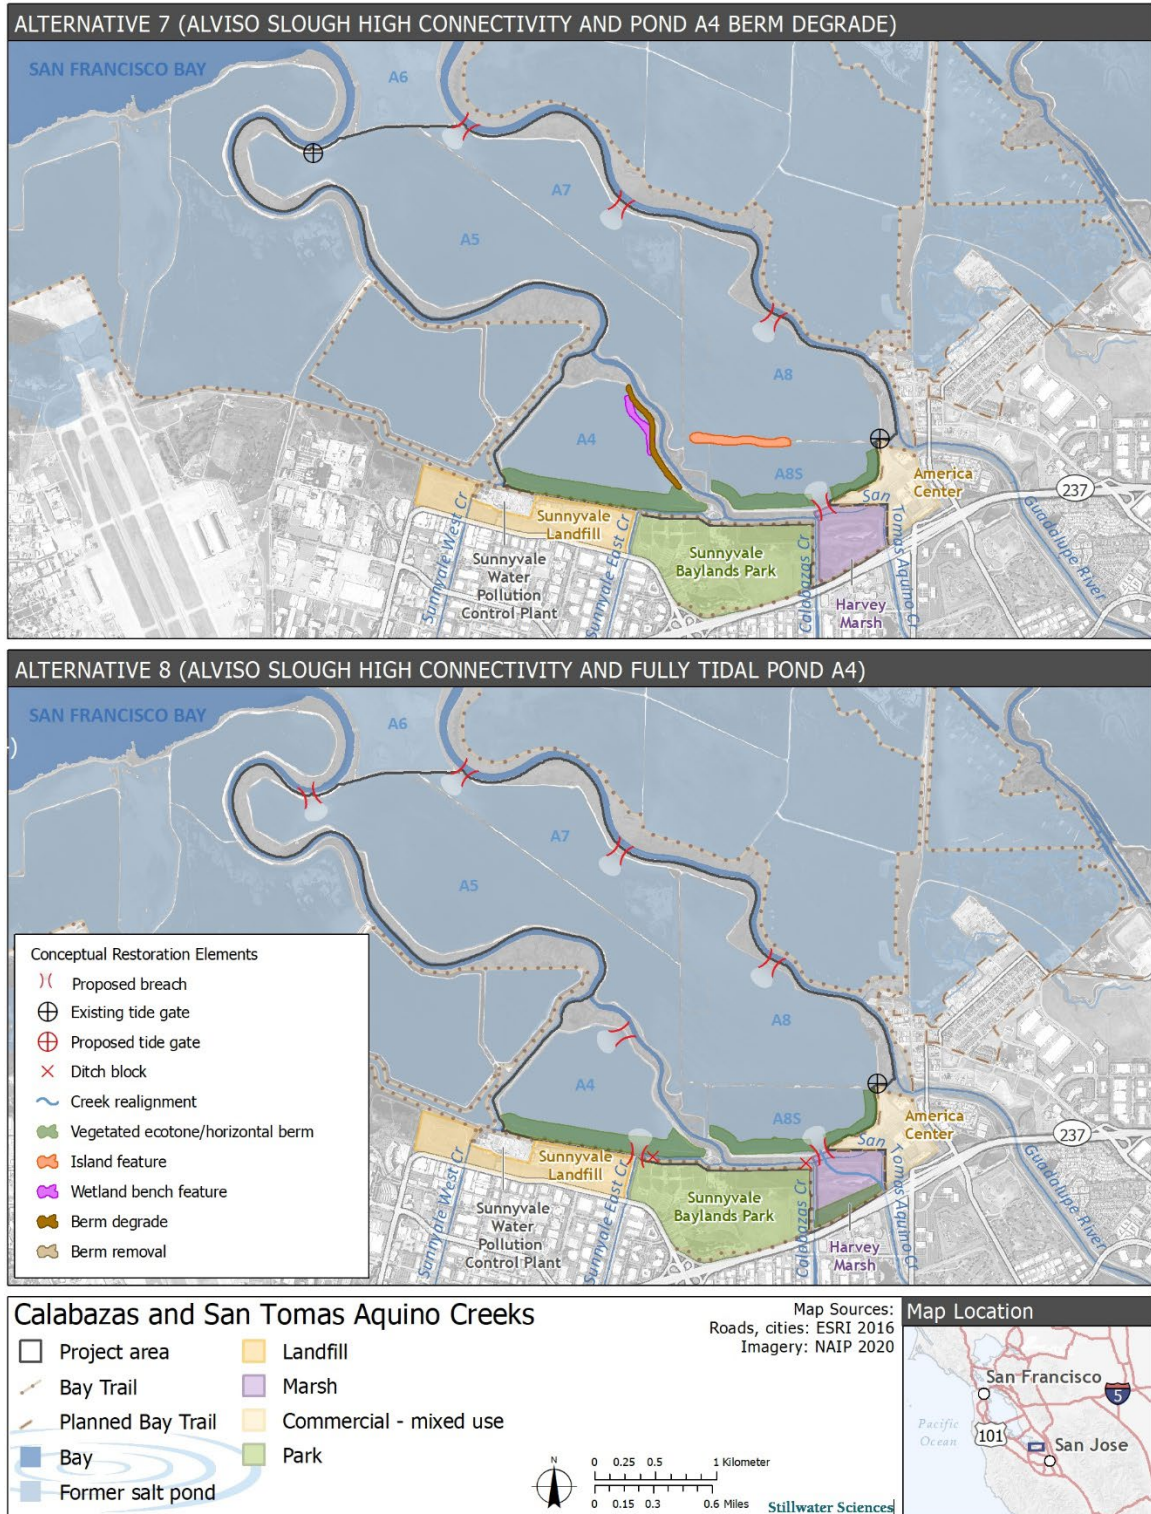 ALTERNATIVE 7 (ALVISO SLOUGH HIGH CONNECTIVITY AND POND A4 BERM DEGRADE)
SAN FRANCISCO BAY
A6
A7
A5
A8
A4
A8S
San Tomas Aquino Cr
America
Center
237
Guadalupe River
Sunnyvale
Landfill
Sunnyvale West Cr
Sunnyvale East Cr
Sunnyvale
Water
Pollution
Control Plant
Sunnyvale
Baylands Park
Calabazas Cr
Harvey
Marsh
ALTERNATIVE 8 (ALVISO SLOUGH HIGH CONNECTIVITY AND FULLY TIDAL POND A4)
SAN FRANCISCO BAY
-)
A6
A7
A5
A8
A4
A8S
San Tomas Aquino Cr
America
Center
237
Guadalupe River
Sunnyvale
Landfill
Sunnyvale West Cr
Sunnyvale East Cr
Sunnyvale
Water
Pollution
Control Plant
Sunnyvale
Baylands Park
Calabazas Cr
Harvey
Marsh
Conceptual Restoration Elements
Proposed breach
Existing tide gate
Proposed tide gate
Ditch block
Creek realignment
Vegetated ecotone/horizontal berm
Island feature
Wetland bench feature
Berm degrade
Berm removal
Calabazas and San Tomas Aquino Creeks
Project area
Bay Trail
Planned Bay Trail
Bay
Former salt pond
Landfill
Marsh
Commercial - mixed use
Park
Map Sources:
Roads, cities: ESRI 2016
Imagery: NAIP 2020
N
0 0.25 0.5 1 Kilometer
0 0.15 0.3 0.6 Miles
Stillwater Sciences
Map Location
San Francisco
5
Pacific
Ocean
101
San Jose